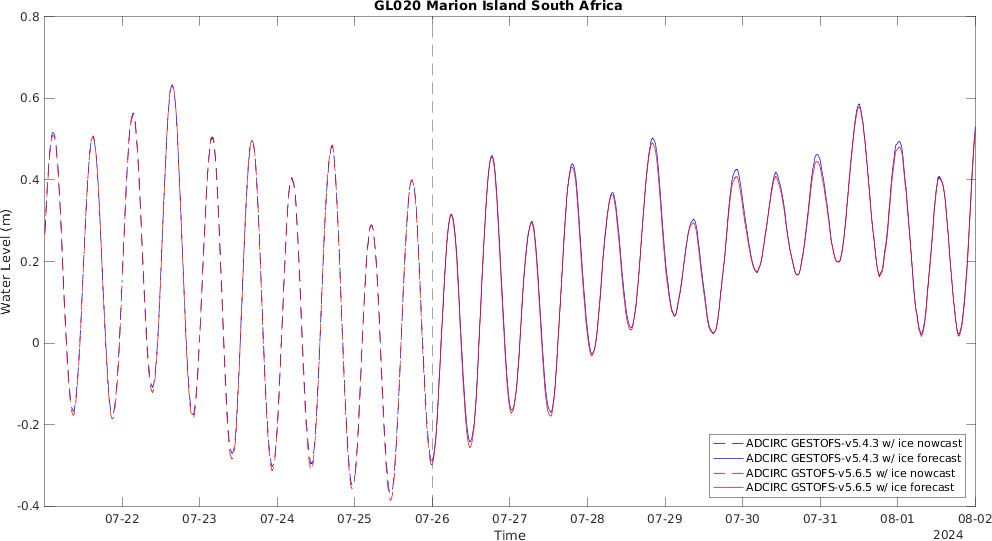 GL020 Marion Island South Africa
0.8
0.6
0.4
0.2
0
-0.2
-0.4
Water Level (m)
ADCIRC GESTOFS-v5.4.3 w/ ice nowcast
ADCIRC GESTOFS-v5.4.3 w/ ice forecast
ADCIRC GSTOFS-v5.6.5 w/ ice nowcast
ADCIRC GSTOFS-v5.6.5 w/ ice forecast
07-22 07-23 07-24 07-25 07-26 07-27 07-28 07-29 07-30 07-31 08-01 08-02
Time
2024